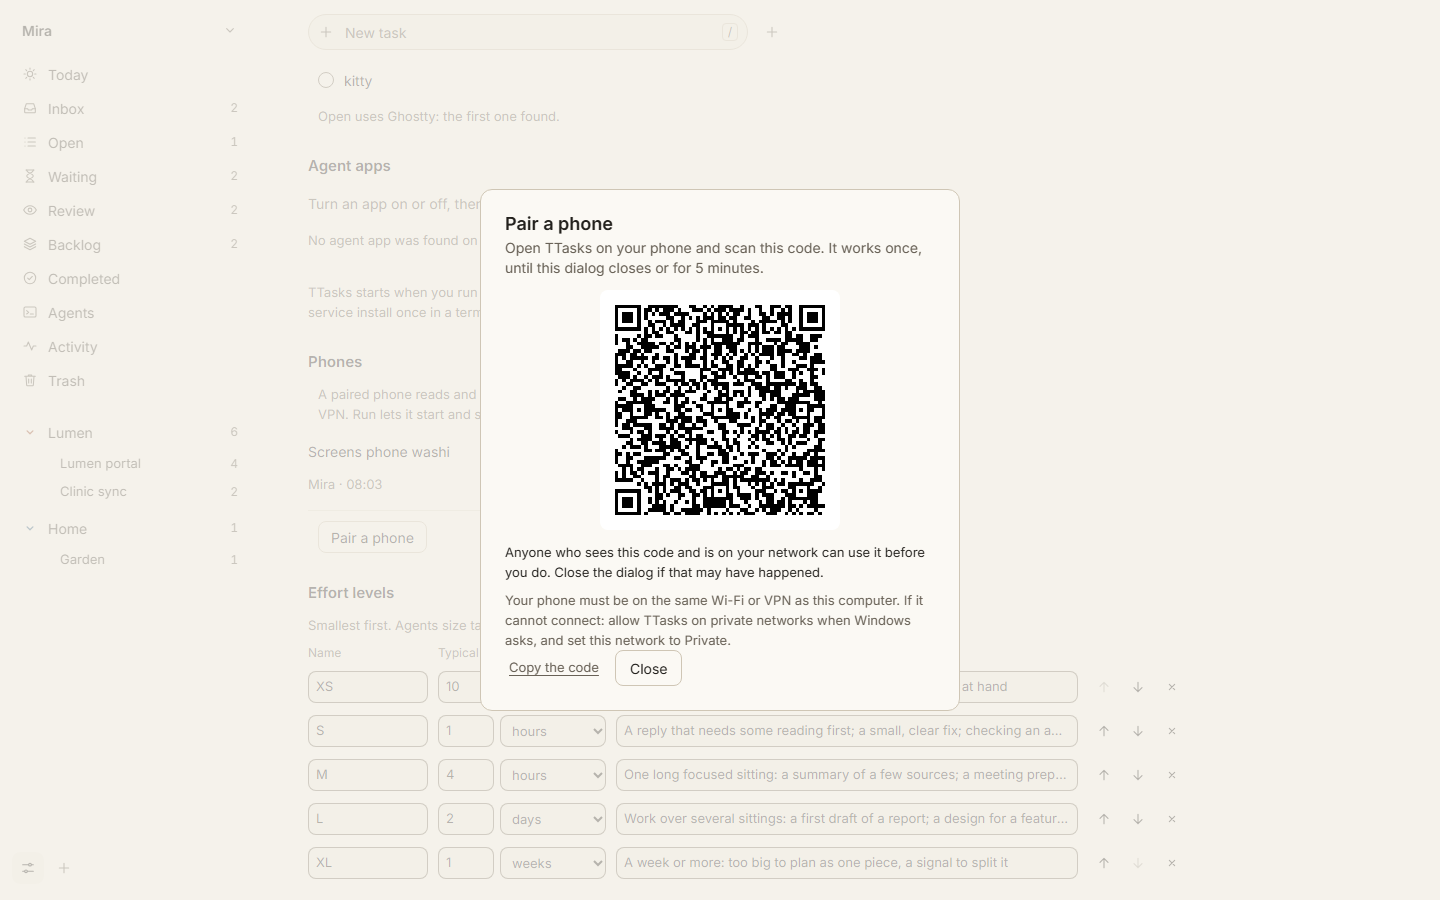 Mira
Today
Inbox 2
Open 1
Waiting 2
Review 2
Backlog 2
Completed
Agents
Activity
Trash
Lumen 6
Lumen portal 4
Clinic sync 2
Home 1
Garden 1
New task /
kitty
Open uses Ghostty: the first one found.
Agent apps
Turn an app on or off, then
No agent app was found on
TTasks starts when you run
service install once in a term
Phones
A paired phone reads and
VPN. Run lets it start and s
Screens phone washi
Mira · 08:03
Pair a phone
Effort levels
Smallest first. Agents size ta
Name Typical
XS 10 at hand
S 1 hours A reply that needs some reading first; a small, clear fix; checking an a...
M 4 hours One long focused sitting: a summary of a few sources; a meeting prep...
L 2 days Work over several sittings: a first draft of a report; a design for a featur...
XL 1 weeks A week or more: too big to plan as one piece, a signal to split it
Pair a phone
Open TTasks on your phone and scan this code. It works once,
until this dialog closes or for 5 minutes.
Anyone who sees this code and is on your network can use it before
you do. Close the dialog if that may have happened.
Your phone must be on the same Wi-Fi or VPN as this computer. If it
cannot connect: allow TTasks on private networks when Windows
asks, and set this network to Private.
Copy the code Close